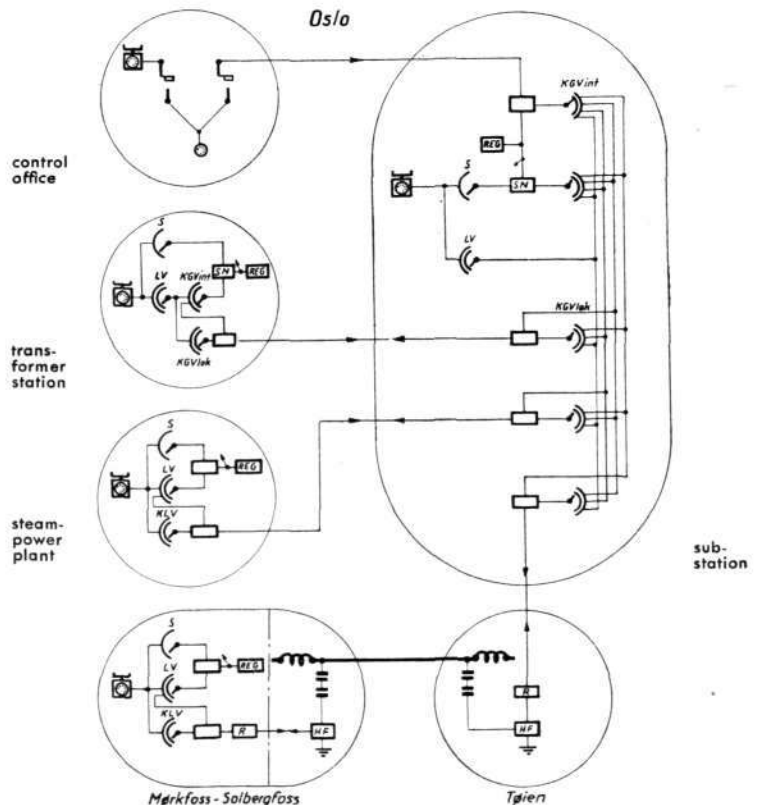 Oslo
control
office
KGVint
REG
S
SN
LV
S
LV
KGVint
SN
REG
KGVlok
trans-
former
station
KGVlok
S
LV
REG
KLV
steam-
power
plant
sub-
station
S
LV
REG
KLV
R
HF
R
HF
Mørkfoss-Solbergfoss
Tøien